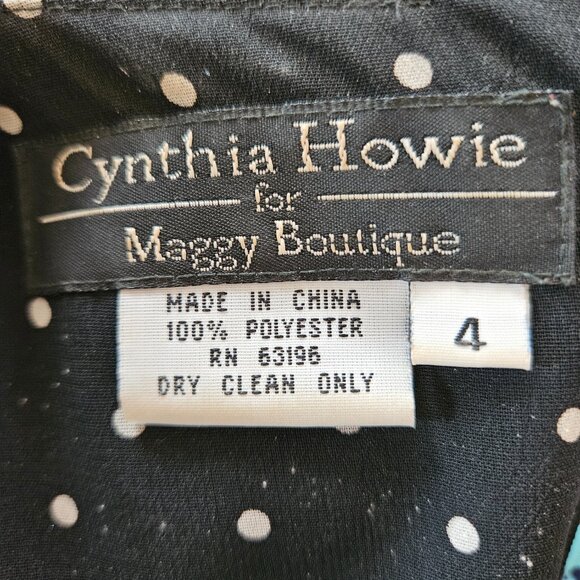 Cynthia Howie
for
Maggy Boutique
MADE IN CHINA
100% POLYESTER
RN 63196
DRY CLEAN ONLY
4